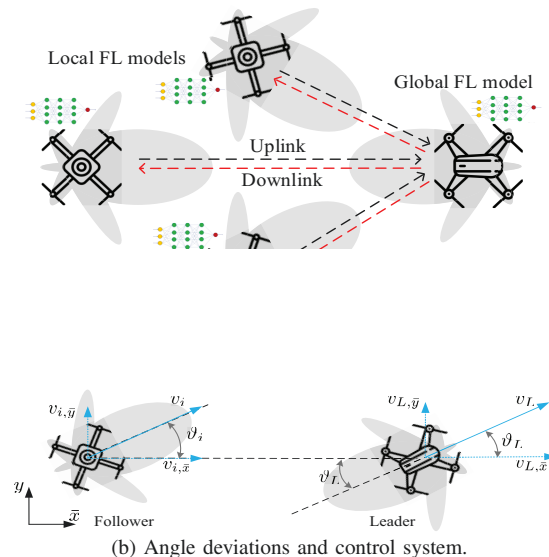 Local FL models
Global FL model
Uplink
Downlink
v_i
v_{i,ȳ}
ϑ_i
v_{i,x̄}
v_{L,ȳ}
v_L
ϑ_L
v_{L,x̄}
ϑ_L
y
x̄
Follower
Leader
(b) Angle deviations and control system.